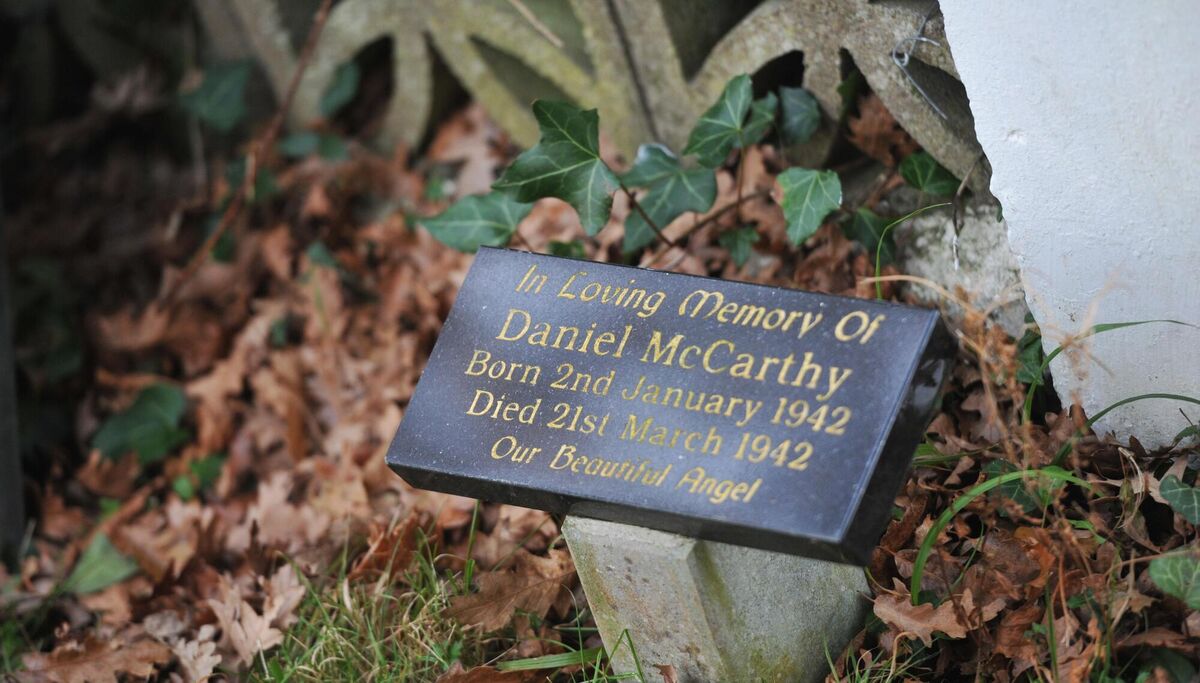 In Loving Memory Of
Daniel McCarthy
Born 2nd January 1942
Died 21st March 1942
Our Beautiful Angel